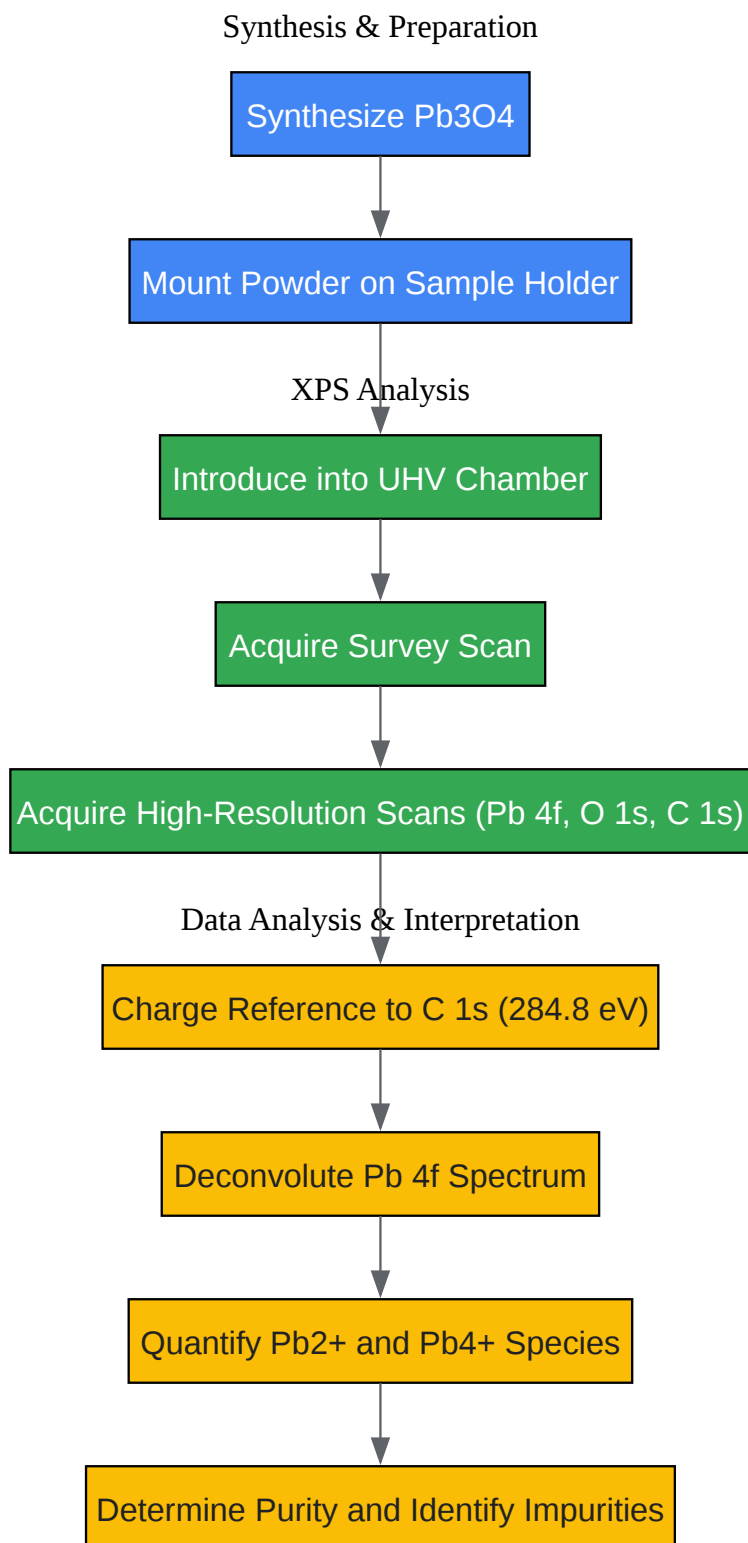 Synthesis & Preparation
Synthesize Pb3O4
Mount Powder on Sample Holder
XPS Analysis
Introduce into UHV Chamber
Acquire Survey Scan
Acquire High-Resolution Scans (Pb 4f, O 1s, C 1s)
Data Analysis & Interpretation
Charge Reference to C 1s (284.8 eV)
Deconvolute Pb 4f Spectrum
Quantify Pb2+ and Pb4+ Species
Determine Purity and Identify Impurities